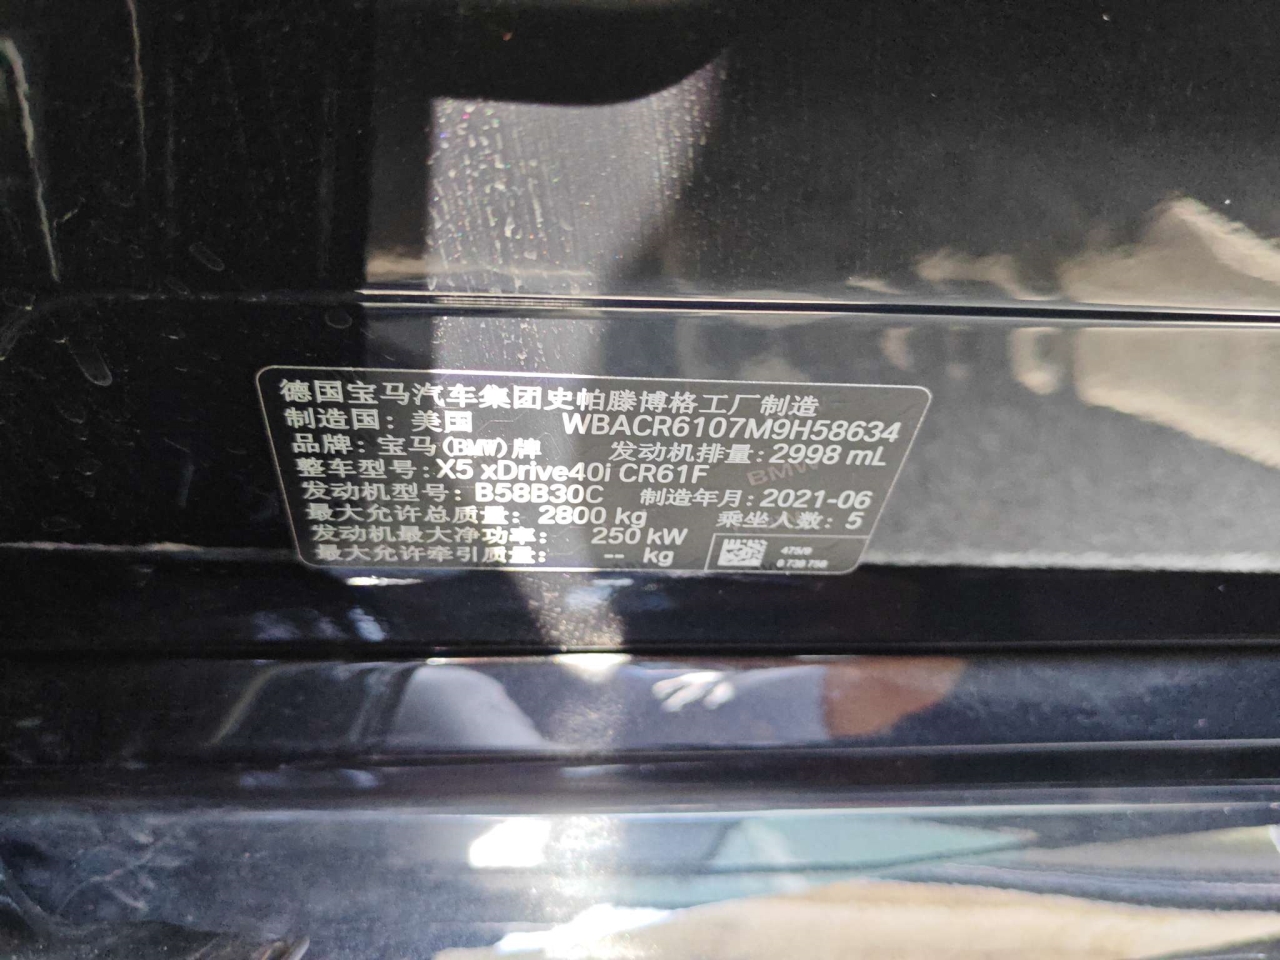 德国宝马汽车集团史帕滕博格工厂制造
制造国：美国 WBACR6107M9H58634
品牌：宝马(BMW)牌 发动机排量：2998 mL
整车型号：X5 xDrive40i CR61F
发动机型号：B58B30C 制造年月：2021-06
最大允许总质量：2800 kg 乘坐人数：5
发动机最大净功率：250 kW
最大允许牵引质量：-- kg
BMW